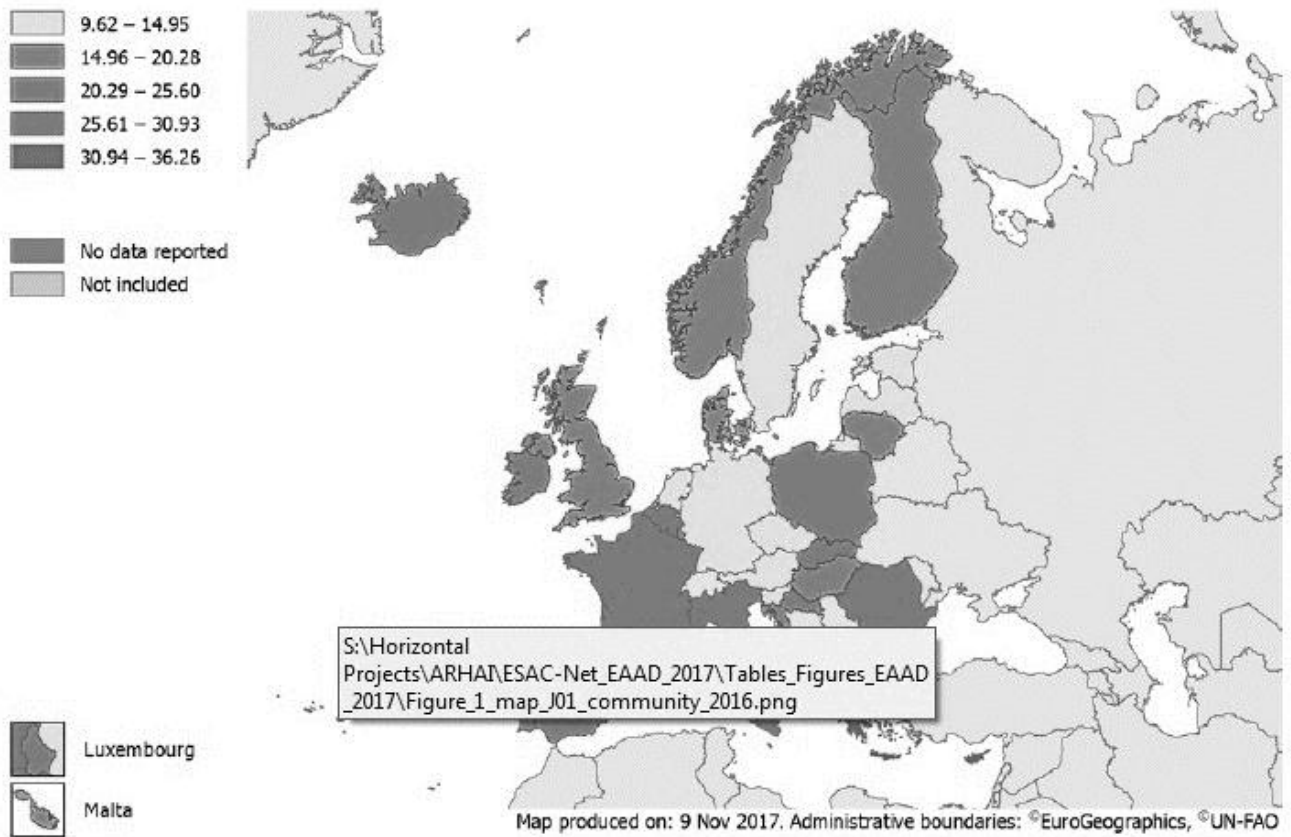 9.62 – 14.95
14.96 – 20.28
20.29 – 25.60
25.61 – 30.93
30.94 – 36.26
No data reported
Not included
S:\Horizontal
Projects\ARHAI\ESAC-Net_EAAD_2017\Tables_Figures_EAAD
_2017\Figure_1_map_J01_community_2016.png
Luxembourg
Malta
Map produced on: 9 Nov 2017. Administrative boundaries: ©EuroGeographics, ©UN-FAO